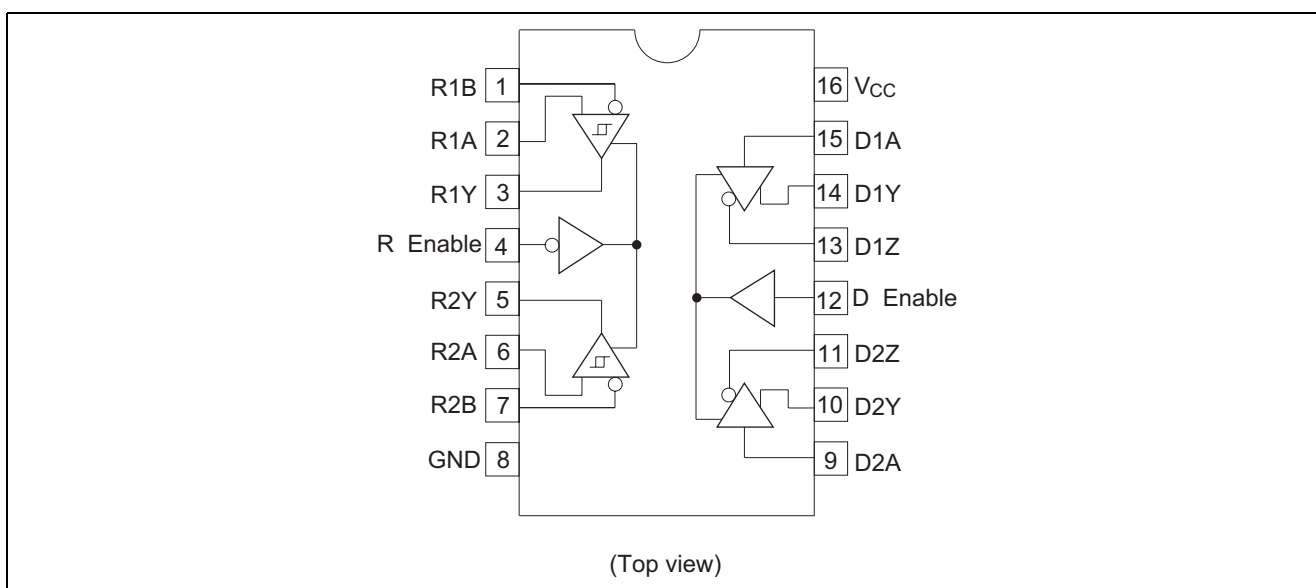 R1B 1
R1A 2
R1Y 3
R Enable 4
R2Y 5
R2A 6
R2B 7
GND 8
16 VCC
15 D1A
14 D1Y
13 D1Z
12 D Enable
11 D2Z
10 D2Y
9 D2A
(Top view)